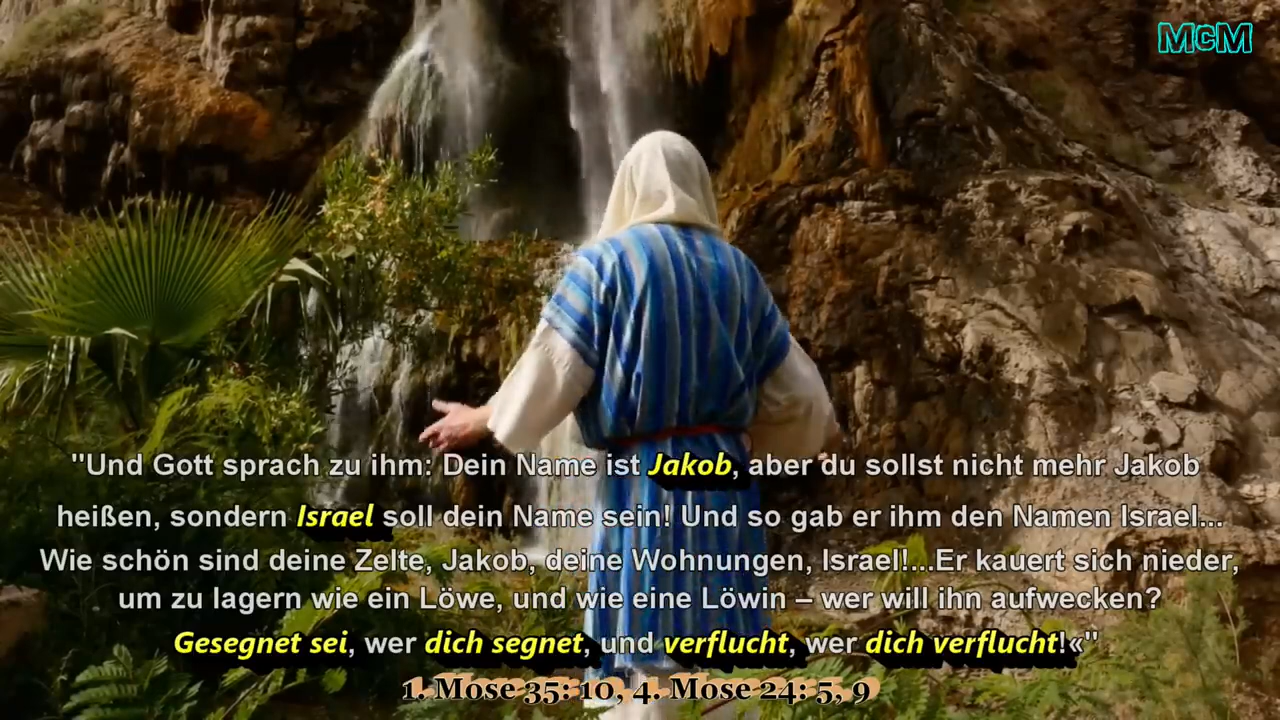 McM
"Und Gott sprach zu ihm: Dein Name ist Jakob, aber du sollst nicht mehr Jakob
heißen, sondern Israel soll dein Name sein! Und so gab er ihm den Namen Israel...
Wie schön sind deine Zelte, Jakob, deine Wohnungen, Israel!...Er kauert sich nieder,
um zu lagern wie ein Löwe, und wie eine Löwin – wer will ihn aufwecken?
Gesegnet sei, wer dich segnet, und verflucht, wer dich verflucht!«"
1. Mose 35: 10, 4. Mose 24: 5, 9